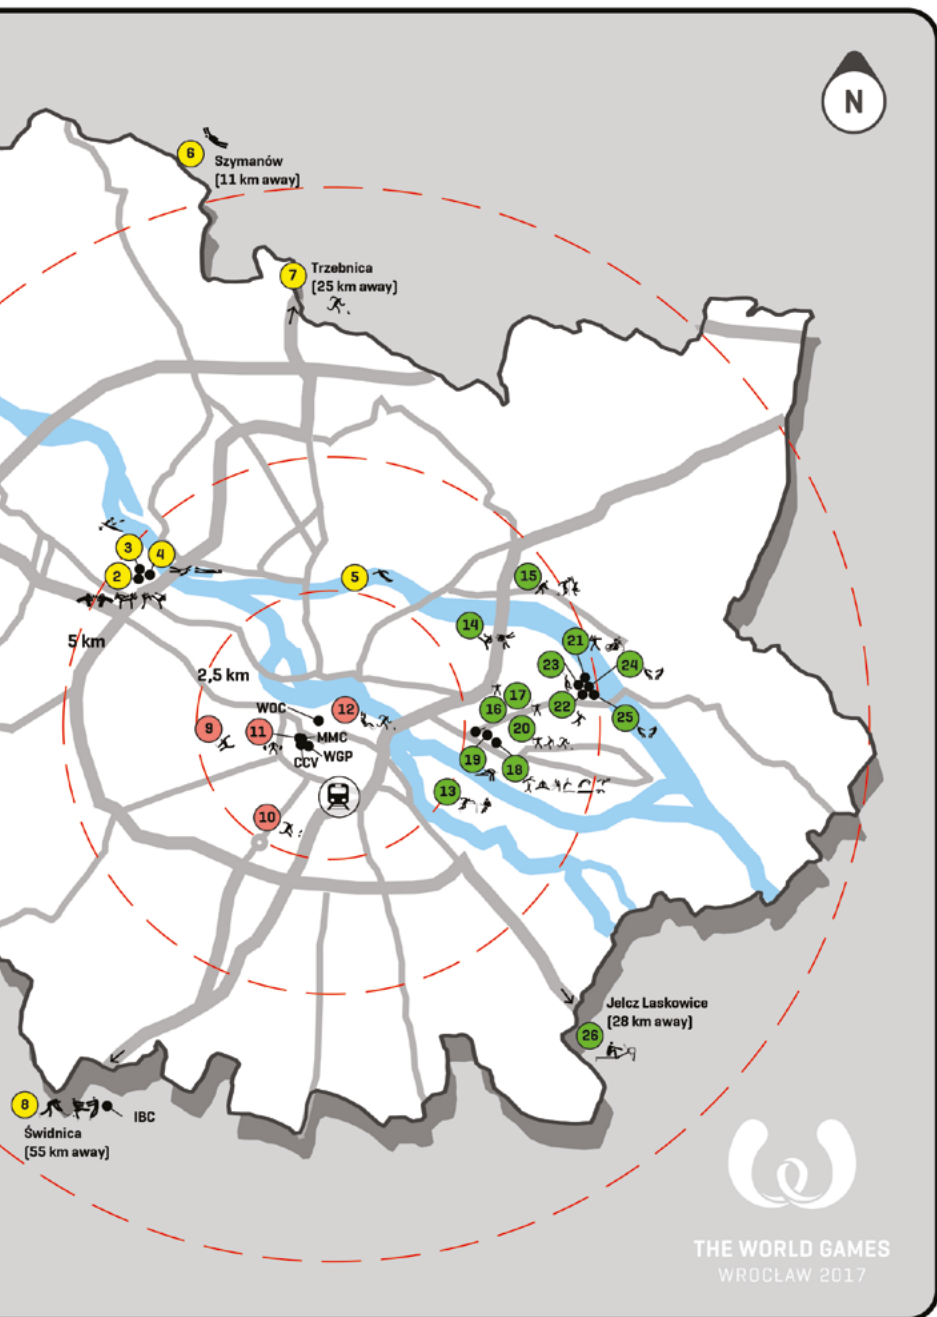 N
6
Szymanów
(11 km away)
7
Trzebnica
(25 km away)
3
4
2
5
15
14
21
5 km
23
24
2,5 km
17
16
22
12
WOC
25
9
11
MMC
20
WGP
CCV
19
18
13
10
Jelcz Laskowice
(28 km away)
26
8
IBC
Świdnica
(55 km away)
THE WORLD GAMES
WROCŁAW 2017